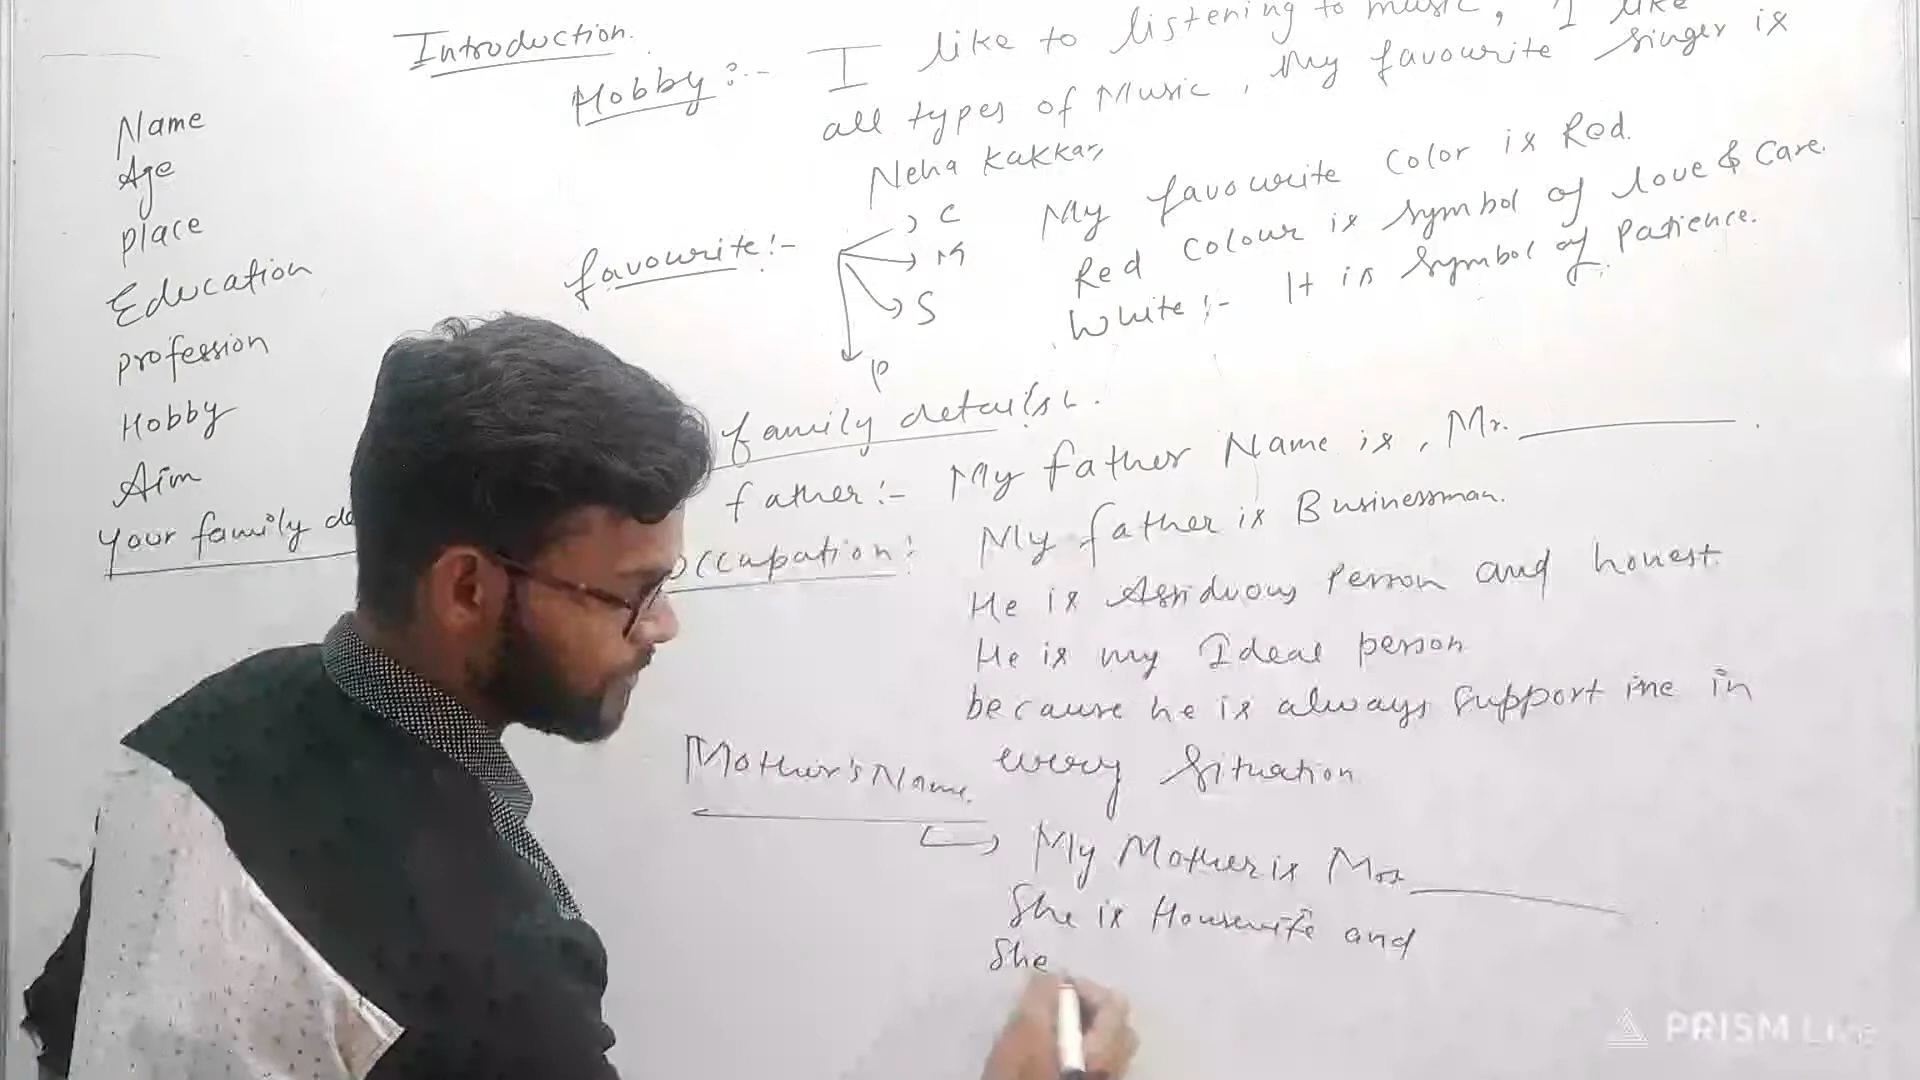 Introduction.
Name
Age
place
Education
profession
Hobby
Aim
Your family de
Hobby :- I like to listening to music, I like
all types of Music, My favourite singer is
Neha Kakkar,
favourite :-
C
M
S
P
My favourite Color is Red.
Red Colour is symbol of love & Care.
White :- It is symbol of Patience.
family details.
father :- My father Name is, Mr. ________.
occupation : My father is Businessman.
He is Assiduous Person and honest.
He is my Ideal person
because he is always support me in
every situation
Mother's Name.
My Mother is Mrs ________
She is Housewife and
She
PRISM Live